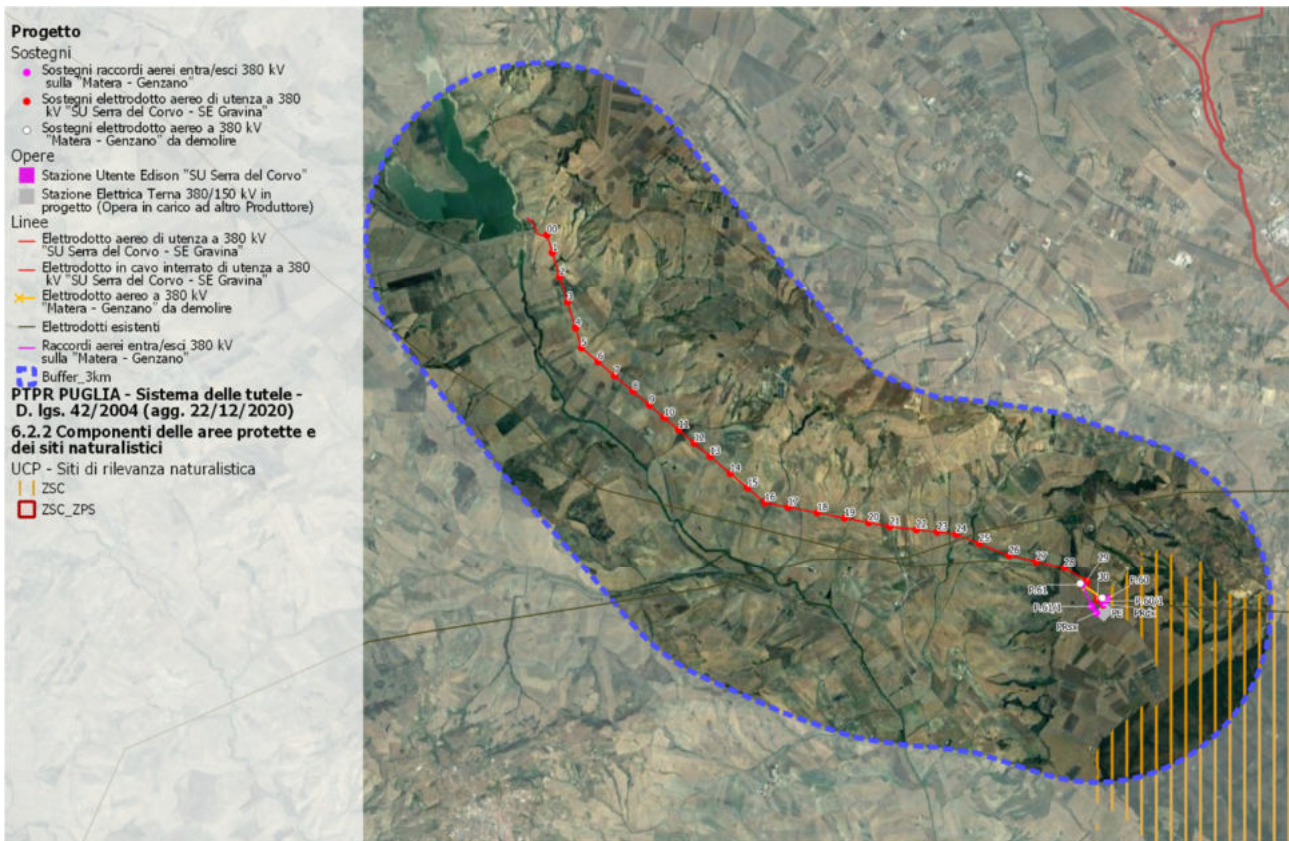 Progetto
Sostegni
Sostegni raccordi aerei entra/esci 380 kV
sulla "Matera - Genzano"
Sostegni elettrodotto aereo di utenza a 380
kV "SU Serra del Corvo - SE Gravina"
Sostegni elettrodotto aereo a 380 kV
"Matera - Genzano" da demolire
Opere
Stazione Utente Edison "SU Serra del Corvo"
Stazione Elettrica Terna 380/150 kV in
progetto (Opera in carico ad altro Produttore)
Linee
Elettrodotto aereo di utenza a 380 kV
"SU Serra del Corvo - SE Gravina"
Elettrodotto in cavo interrato di utenza a 380
kV "SU Serra del Corvo - SE Gravina"
Elettrodotto aereo a 380 kV
"Matera - Genzano" da demolire
Elettrodotti esistenti
Raccordi aerei entra/esci 380 kV
sulla "Matera - Genzano"
Buffer_3km
PTPR PUGLIA - Sistema delle tutele -
D. lgs. 42/2004 (agg. 22/12/2020)
6.2.2 Componenti delle aree protette e
dei siti naturalistici
UCP - Siti di rilevanza naturalistica
ZSC
ZSC_ZPS
00
1
2
3
4
5
6
7
8
9
10
11
12
13
14
15
16
17
18
19
20
21
22
23
24
25
26
27
28
29
30
P.60
P.61
P.60/1
P.61/1
PRdx
PE
PRsx